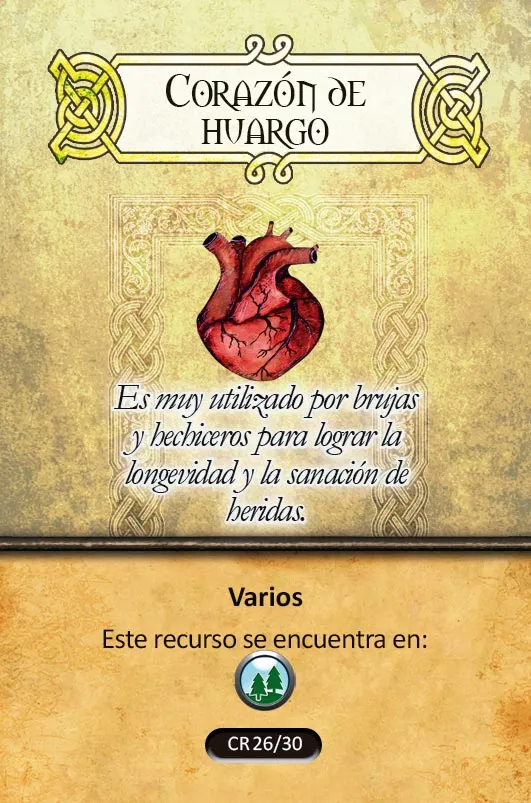 Corazón de
huargo
Es muy utilizado por brujas
y hechiceros para lograr la
longevidad y la sanación de
heridas.
Varios
Este recurso se encuentra en:
CR 26/30